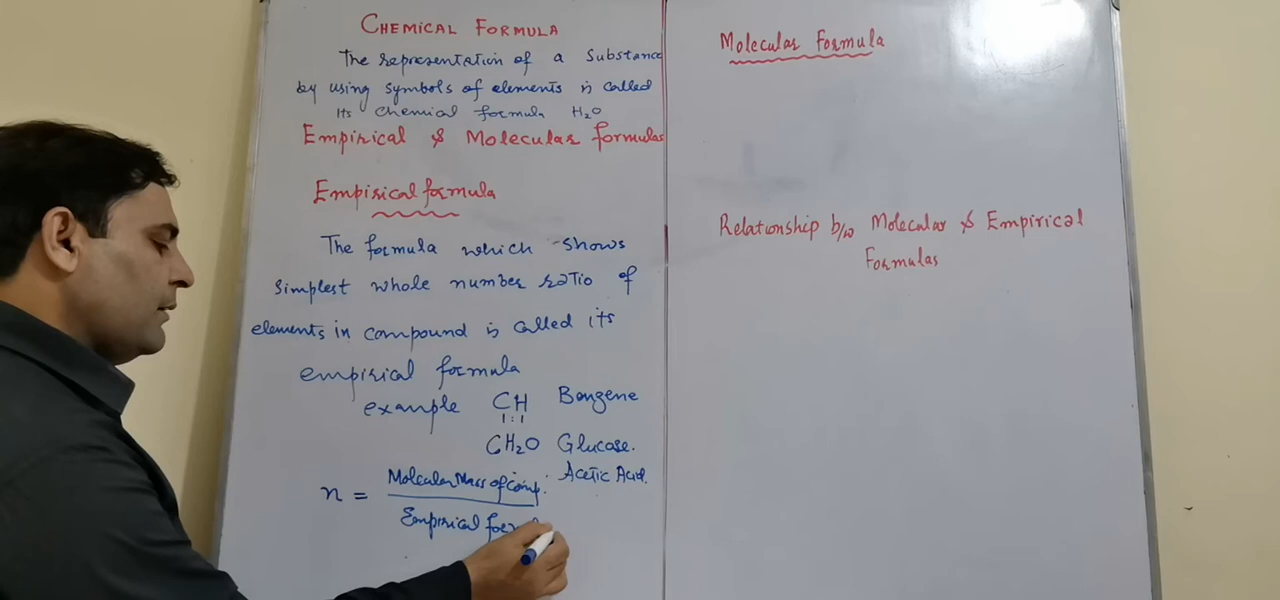 CHEMICAL FORMULA
The representation of a Substance
by using symbols of elements is called
Its chemical formula H₂O
Empirical & Molecular formulas
Empirical formula
The formula which shows
Simplest whole number ratio of
elements in compound is called its
empirical formula
example CH Benzene
1:1
CH₂O Glucose.
Acetic Acid.
n = Molecular Mass of Comp.
Empirical form
Molecular Formula
Relationship b/w Molecular & Empirical
Formulas